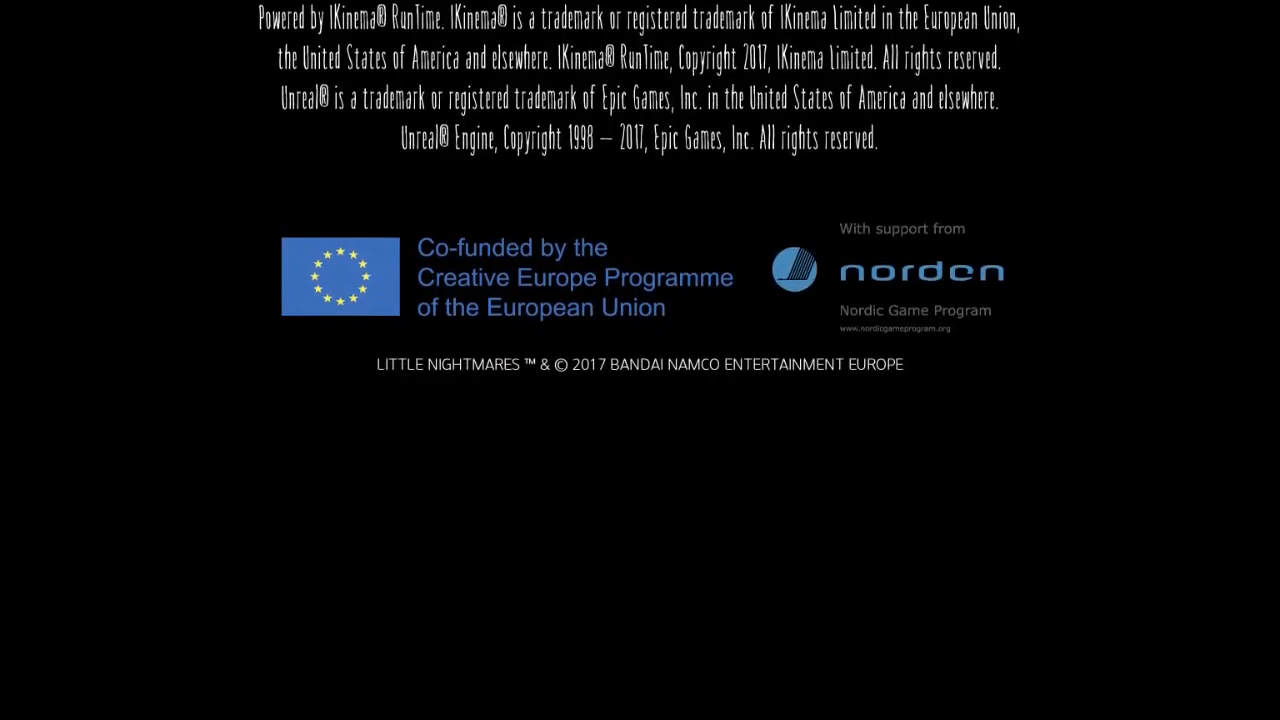 Powered by IKinema® RunTime. IKinema® is a trademark or registered trademark of IKinema Limited in the European Union,
the United States of America and elsewhere. IKinema® RunTime, Copyright 2017, IKinema Limited. All rights reserved.
Unreal® is a trademark or registered trademark of Epic Games, Inc. in the United States of America and elsewhere.
Unreal® Engine, Copyright 1998 – 2017, Epic Games, Inc. All rights reserved.
Co-funded by the
Creative Europe Programme
of the European Union
With support from
norden
Nordic Game Program
www.nordicgameprogram.org
LITTLE NIGHTMARES ™ & © 2017 BANDAI NAMCO ENTERTAINMENT EUROPE